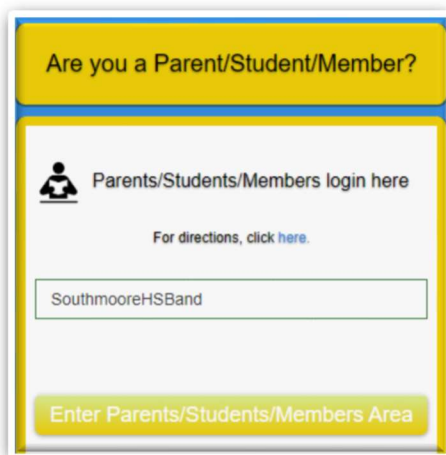 Are you a Parent/Student/Member?
Parents/Students/Members login here
For directions, click here.
SouthmooreHSBand
Enter Parents/Students/Members Area